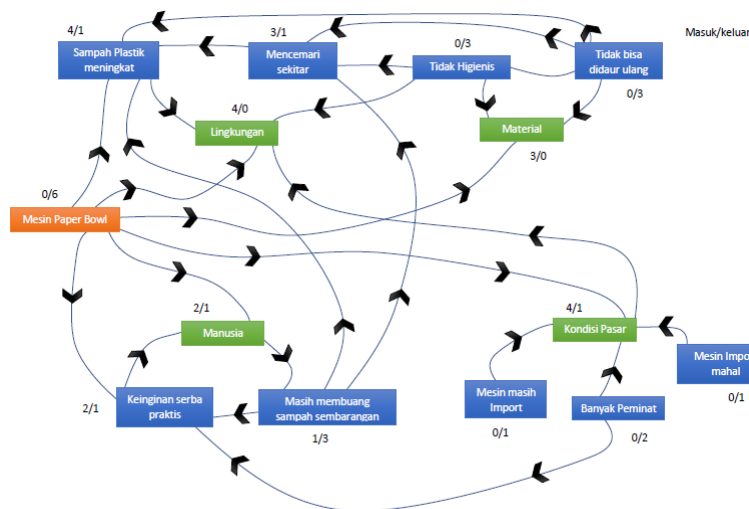 4/1
3/1
0/3
Masuk/keluar
Sampah Plastik
meningkat
Mencemari
sekitar
Tidak Higienis
Tidak bisa
didaur ulang
0/3
4/0
Lingkungan
Material
3/0
0/6
Mesin Paper Bowl
2/1
Manusia
4/1
Kondisi Pasar
Mesin Impo
mahal
0/1
2/1
Keinginan serba
praktis
Masih membuang
sampah sembarangan
1/3
Mesin masih
Import
0/1
Banyak Peminat
0/2